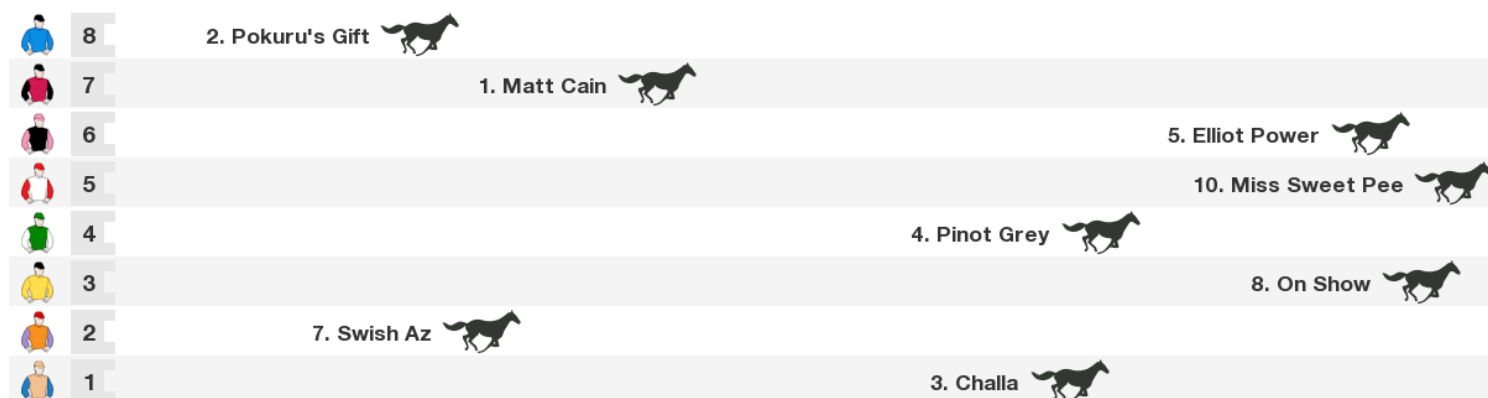 8 2. Pokuru's Gift
7 1. Matt Cain
6 5. Elliot Power
5 10. Miss Sweet Pee
4 4. Pinot Grey
3 8. On Show
2 7. Swish Az
1 3. Challa